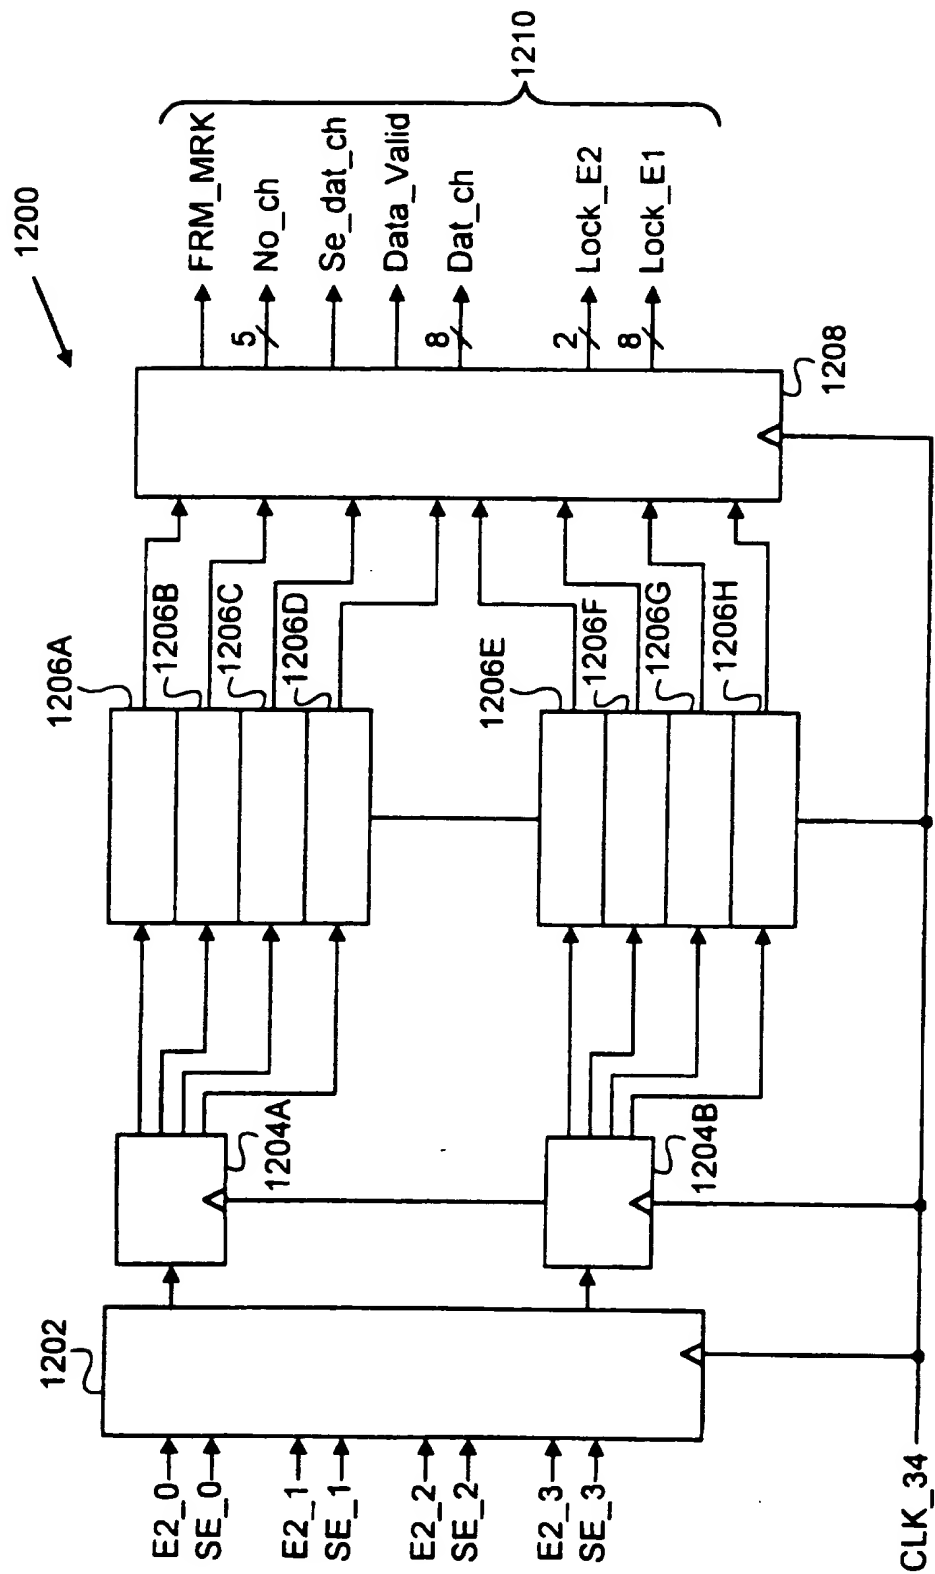 1200
1202
E2_0
SE_0
E2_1
SE_1
E2_2
SE_2
E2_3
SE_3
CLK_34
1204A
1204B
1206A
1206B
1206C
1206D
1206E
1206F
1206G
1206H
1208
FRM_MRK
5
No_ch
Se_dat_ch
Data_Valid
8
Dat_ch
2
Lock_E2
8
Lock_E1
1210